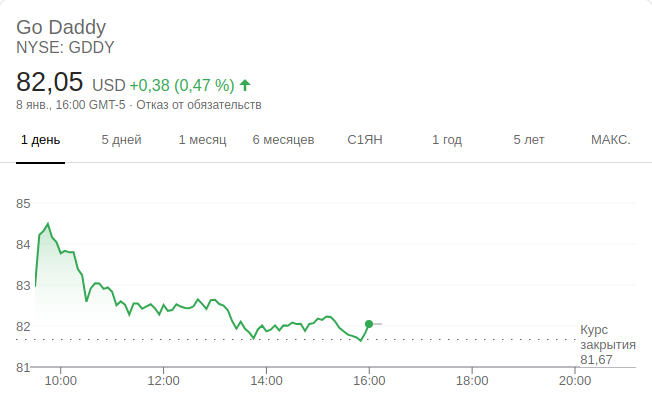 Go Daddy
NYSE: GDDY
82,05 USD +0,38 (0,47 %)
8 янв., 16:00 GMT-5 · Отказ от обязательств
1 день 5 дней 1 месяц 6 месяцев С1ЯН 1 год 5 лет МАКС.
85
84
83
82
Курс
закрытия
81,67
81
10:00 12:00 14:00 16:00 18:00 20:00